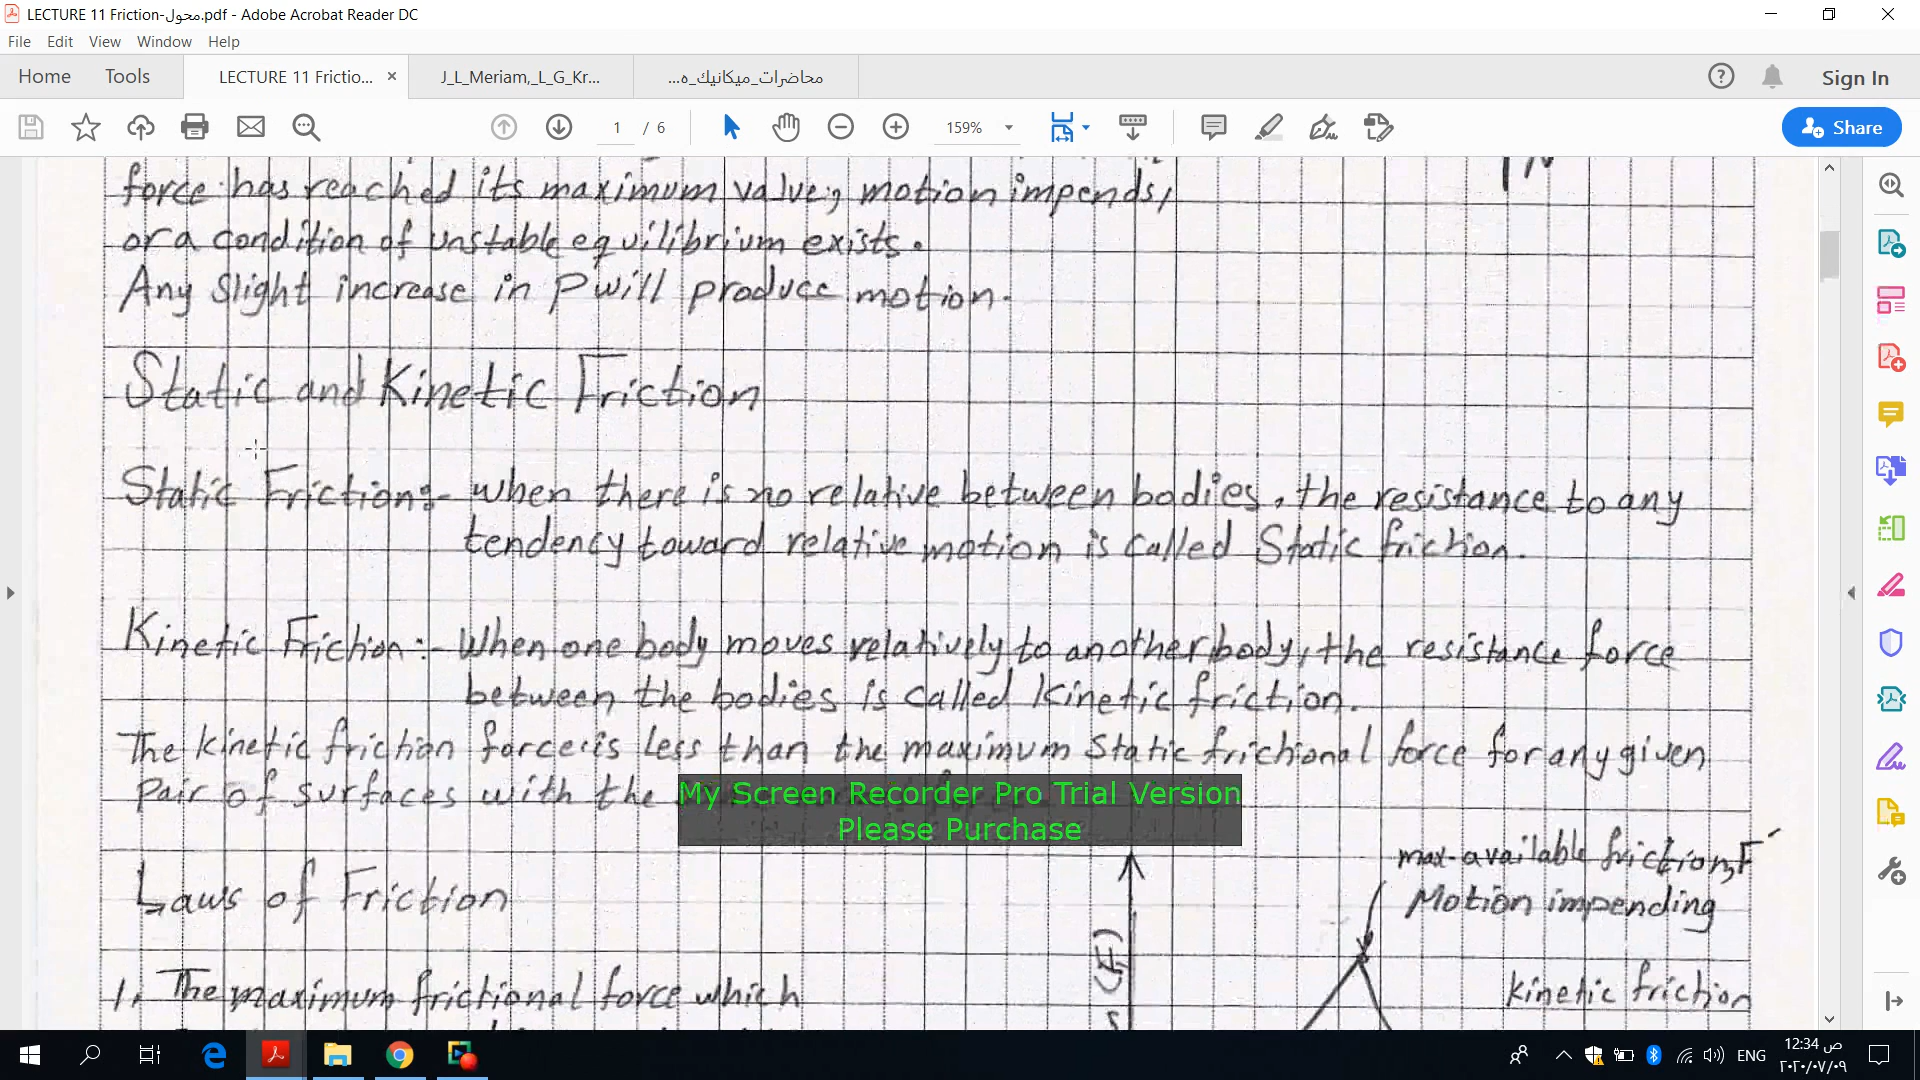 LECTURE 11 Friction-محول.pdf - Adobe Acrobat Reader DC
File Edit View Window Help
Home Tools LECTURE 11 Frictio... × J_L_Meriam,_L_G_Kr... محاضرات_ميكانيك_ه... Sign In
1 / 6 159% Share
force has reached its maximum value; motion impends,
or a condition of unstable equilibrium exists.
Any slight increase in P will produce motion.
Static and Kinetic Friction
Static Friction:- when there is no relative between bodies, the resistance to any
tendency toward relative motion is called Static friction.
Kinetic Friction:- When one body moves relatively to another body, the resistance force
between the bodies is called Kinetic friction.
The kinetic friction force is less than the maximum static frictional force for any given
Pair of surfaces with the
My Screen Recorder Pro Trial Version
Please Purchase
max-available friction, F'
Motion impending
Laws of Friction
(F)
kinetic friction
1. The maximum frictional force which
ENG
12:34 ص
٢٠٢٠/٠٧/٠٩